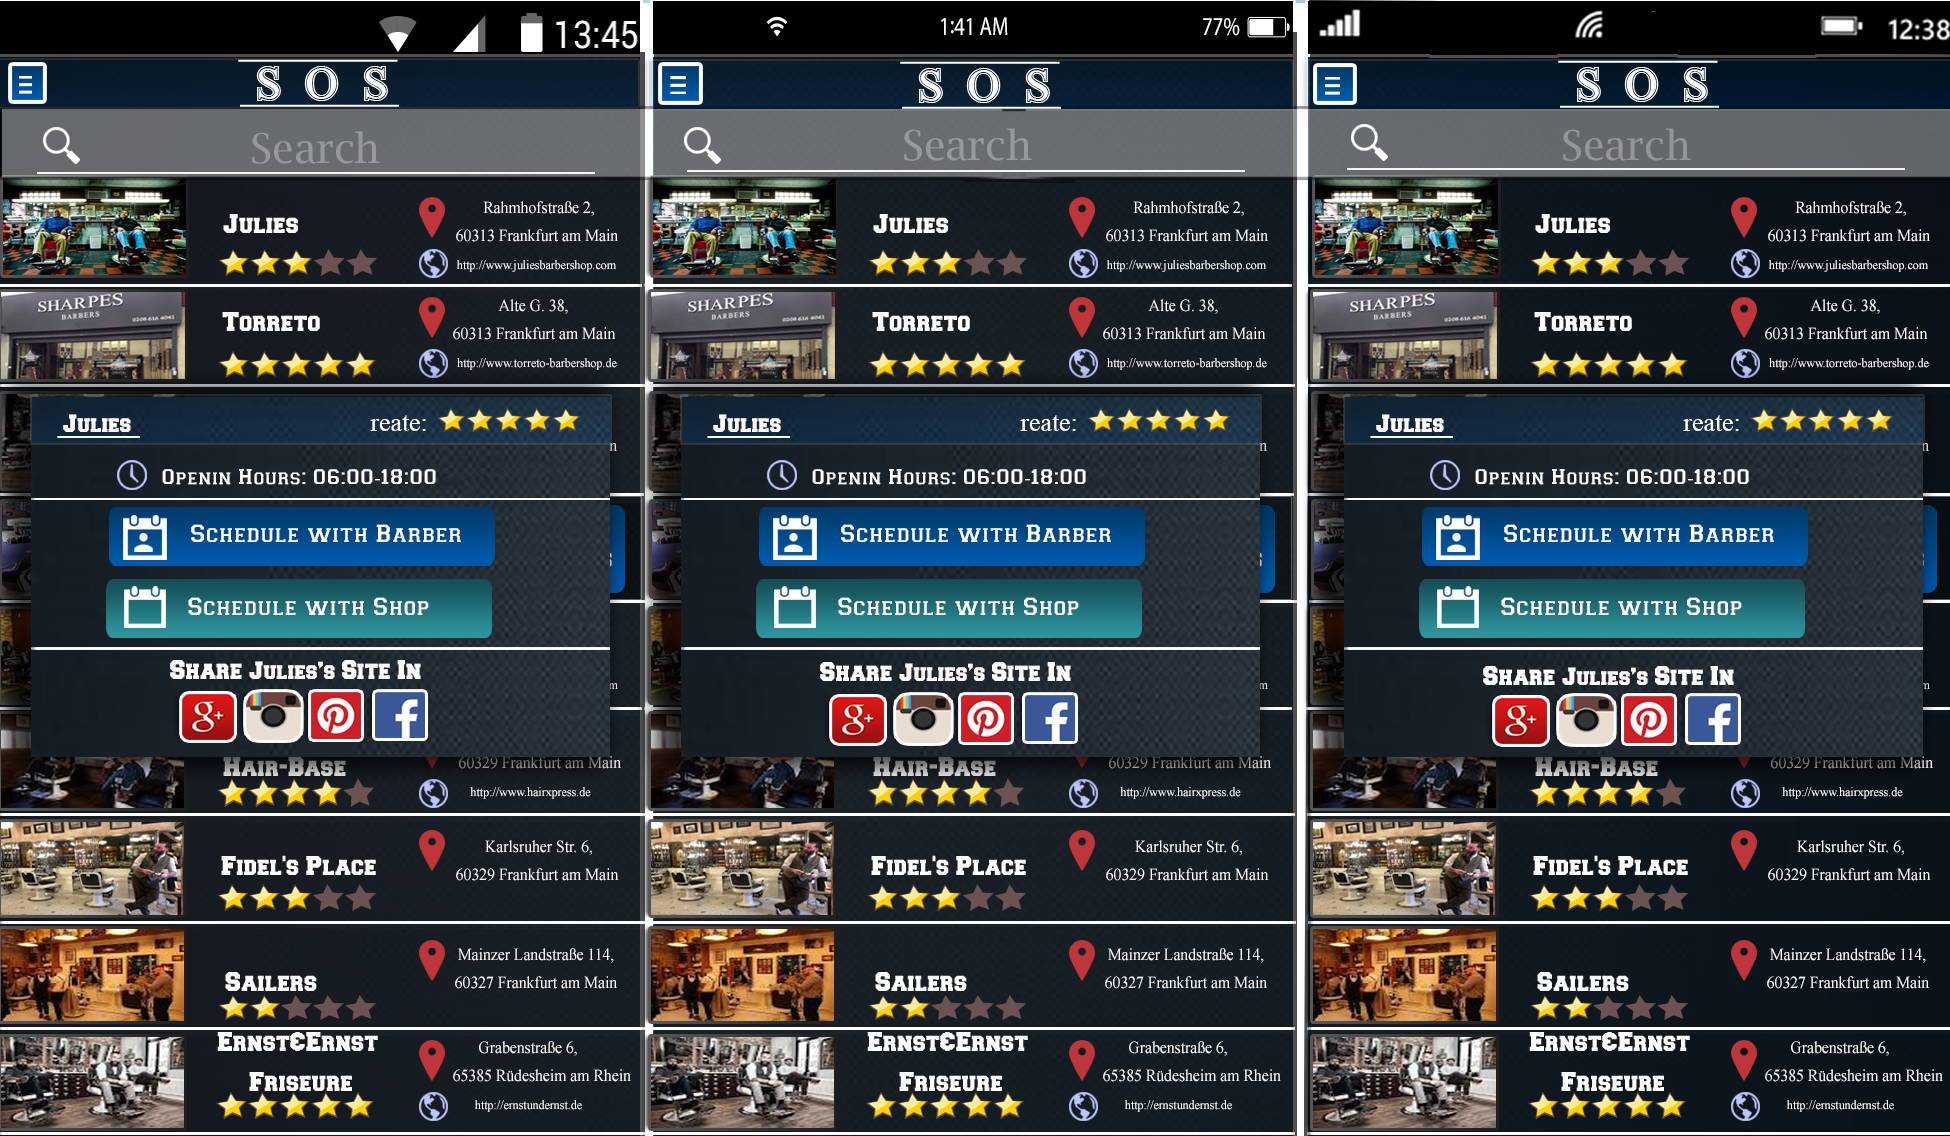 13:45
SOS
Search
JULIES
Rahmhofstraße 2,
60313 Frankfurt am Main
http://www.juliesbarbershop.com
SHARPES
BARBERS
0208 616 4041
TORRETO
Alte G. 38,
60313 Frankfurt am Main
http://www.torreto-barbershop.de
JULIES
reate:
n
OPENIN HOURS: 06:00-18:00
SCHEDULE WITH BARBER
SCHEDULE WITH SHOP
SHARE JULIES'S SITE IN
m
g+
f
HAIR-BASE
60329 Frankfurt am Main
http://www.hairxpress.de
FIDEL'S PLACE
Karlsruher Str. 6,
60329 Frankfurt am Main
SAILERS
Mainzer Landstraße 114,
60327 Frankfurt am Main
ERNST&ERNST
FRISEURE
Grabenstraße 6,
65385 Rüdesheim am Rhein
http://ernstundernst.de
1:41 AM
77%
SOS
Search
JULIES
Rahmhofstraße 2,
60313 Frankfurt am Main
http://www.juliesbarbershop.com
SHARPES
BARBERS
0208 616 4041
TORRETO
Alte G. 38,
60313 Frankfurt am Main
http://www.torreto-barbershop.de
JULIES
reate:
n
OPENIN HOURS: 06:00-18:00
SCHEDULE WITH BARBER
SCHEDULE WITH SHOP
SHARE JULIES'S SITE IN
m
g+
f
HAIR-BASE
60329 Frankfurt am Main
http://www.hairxpress.de
FIDEL'S PLACE
Karlsruher Str. 6,
60329 Frankfurt am Main
SAILERS
Mainzer Landstraße 114,
60327 Frankfurt am Main
ERNST&ERNST
FRISEURE
Grabenstraße 6,
65385 Rüdesheim am Rhein
http://ernstundernst.de
12:38
SOS
Search
JULIES
Rahmhofstraße 2,
60313 Frankfurt am Main
http://www.juliesbarbershop.com
SHARPES
BARBERS
0208 616 4041
TORRETO
Alte G. 38,
60313 Frankfurt am Main
http://www.torreto-barbershop.de
JULIES
reate:
n
OPENIN HOURS: 06:00-18:00
SCHEDULE WITH BARBER
SCHEDULE WITH SHOP
SHARE JULIES'S SITE IN
m
g+
f
HAIR-BASE
60329 Frankfurt am Main
http://www.hairxpress.de
FIDEL'S PLACE
Karlsruher Str. 6,
60329 Frankfurt am Main
SAILERS
Mainzer Landstraße 114,
60327 Frankfurt am Main
ERNST&ERNST
FRISEURE
Grabenstraße 6,
65385 Rüdesheim am Rhein
http://ernstundernst.de